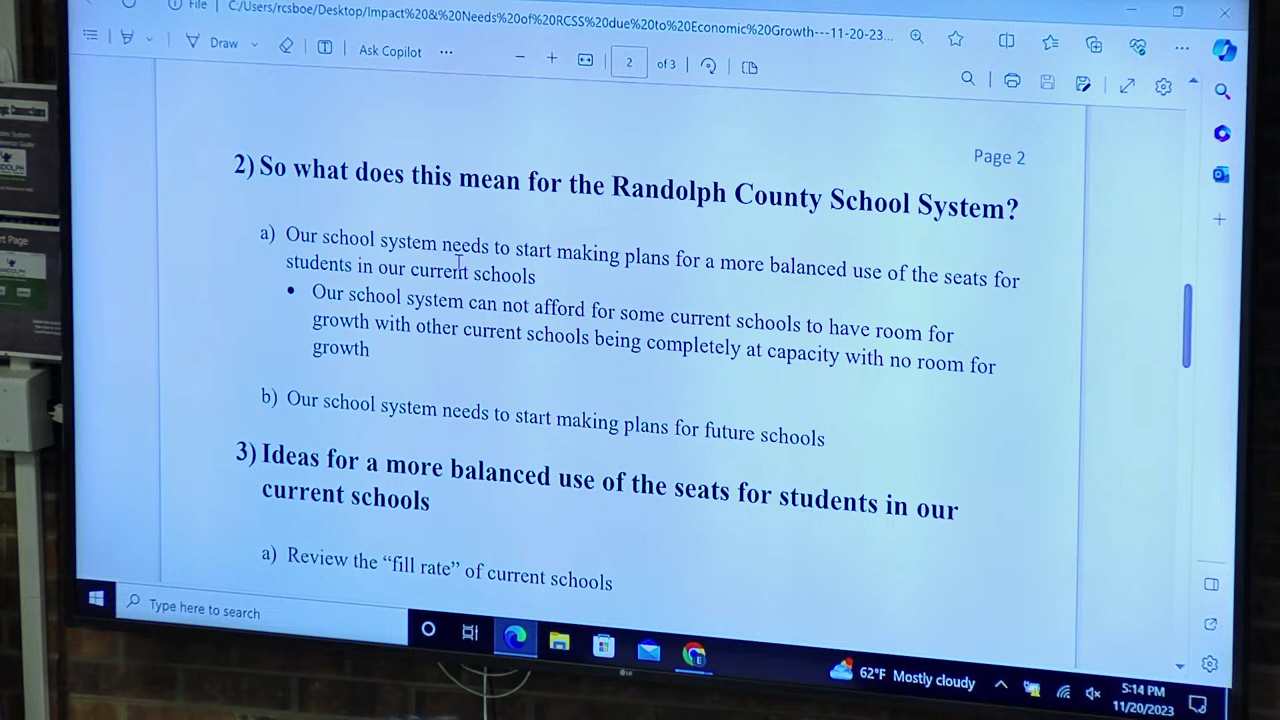 File | C:/Users/rcsboe/Desktop/Impact%20&%20Needs%20of%20RCSS%20due%20to%20Economic%20Growth---11-20-23...
Draw
Ask Copilot
2 of 3
Page 2
2) So what does this mean for the Randolph County School System?
a) Our school system needs to start making plans for a more balanced use of the seats for
students in our current schools
• Our school system can not afford for some current schools to have room for
growth with other current schools being completely at capacity with no room for
growth
b) Our school system needs to start making plans for future schools
3) Ideas for a more balanced use of the seats for students in our
current schools
a) Review the “fill rate” of current schools
Type here to search
62°F Mostly cloudy
5:14 PM
11/20/2023